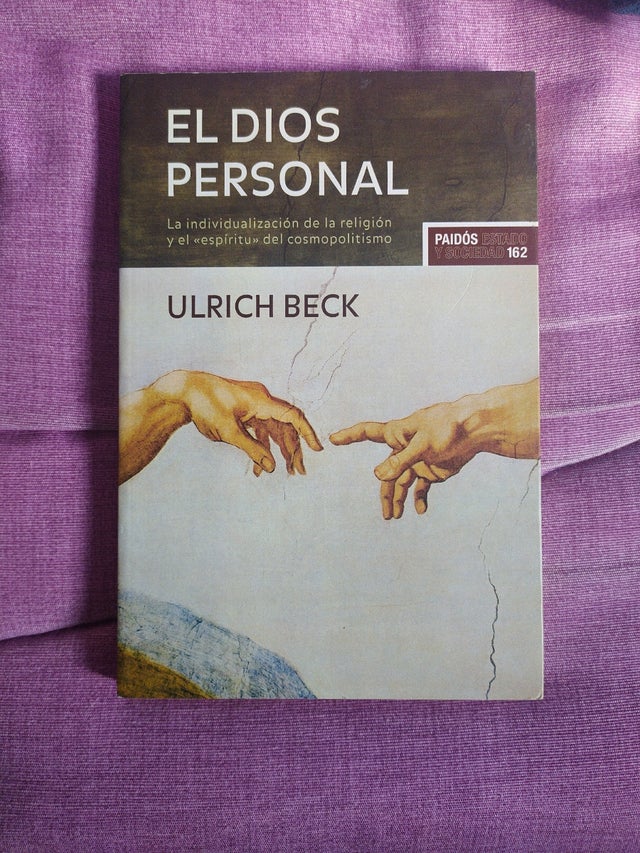 EL DIOS
PERSONAL
La individualización de la religión
y el «espíritu» del cosmopolitismo
PAIDÓS ESTADO
Y SOCIEDAD 162
ULRICH BECK